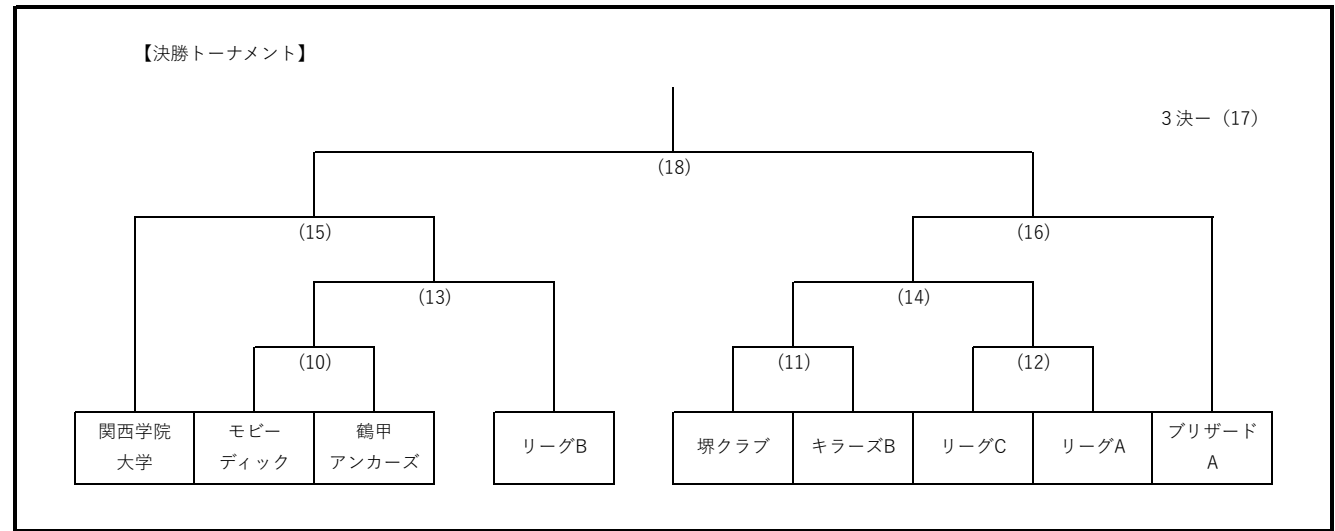 【決勝トーナメント】
3決ー（17）
(18)
(15)
(16)
(13)
(14)
(10)
(11)
(12)
関西学院
大学
モビー
ディック
鶴甲
アンカーズ
リーグB
堺クラブ
キラーズB
リーグC
リーグA
ブリザード
A